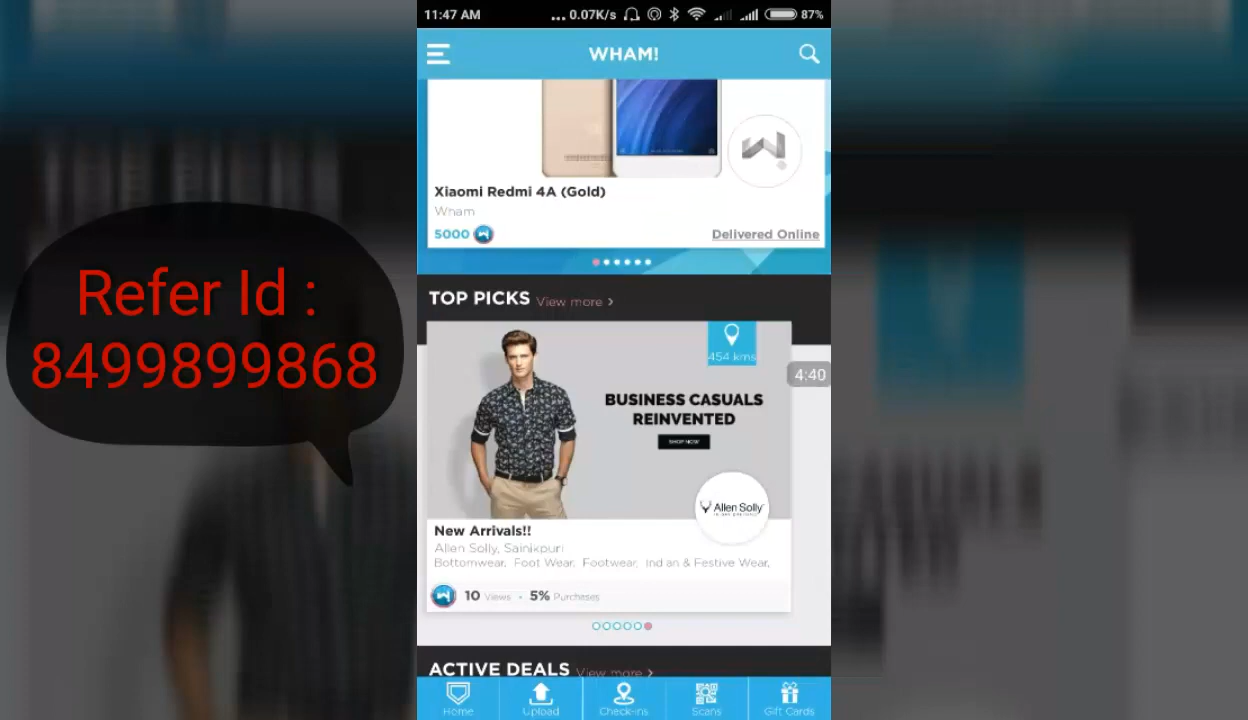 11:47 AM
... 0.07K/s
87%
WHAM!
Xiaomi Redmi 4A (Gold)
Wham
5000
Delivered Online
Refer Id :
8499899868
TOP PICKS View more >
454 kms
4:40
BUSINESS CASUALS
REINVENTED
SHOP NOW
Allen Solly
New Arrivals!!
Allen Solly, Sainikpuri
Bottomwear, Foot Wear, Footwear, Indian & Festive Wear,
10 Views • 5% Purchases
ACTIVE DEALS View more >
Home
Upload
Check-ins
Scans
Gift Cards